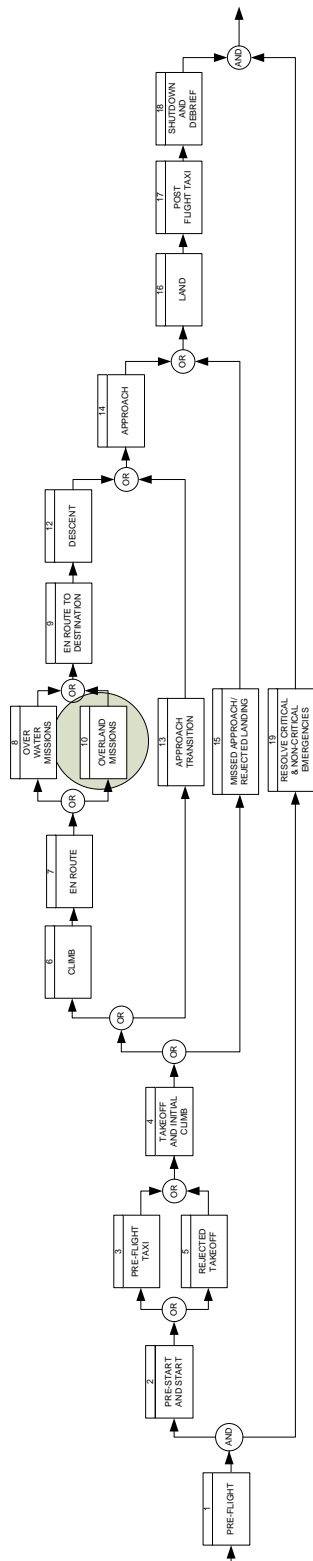 1
PRE-FLIGHT
AND
2
PRE-START
AND START
OR
3
PRE-FLIGHT
TAXI
5
REJECTED
TAKEOFF
OR
4
TAKEOFF
AND INITIAL
CLIMB
OR
OR
6
CLIMB
7
EN ROUTE
OR
8
OVER
WATER
MISSIONS
10
OVERLAND
MISSIONS
OR
9
EN ROUTE TO
DESTINATION
12
DESCENT
13
APPROACH
TRANSITION
OR
14
APPROACH
15
MISSED APPROACH/
REJECTED LANDING
OR
16
LAND
17
POST
FLIGHT TAXI
18
SHUTDOWN
AND
DEBRIEF
19
RESOLVE CRITICAL
& NON-CRITICAL
EMERGENCIES
AND